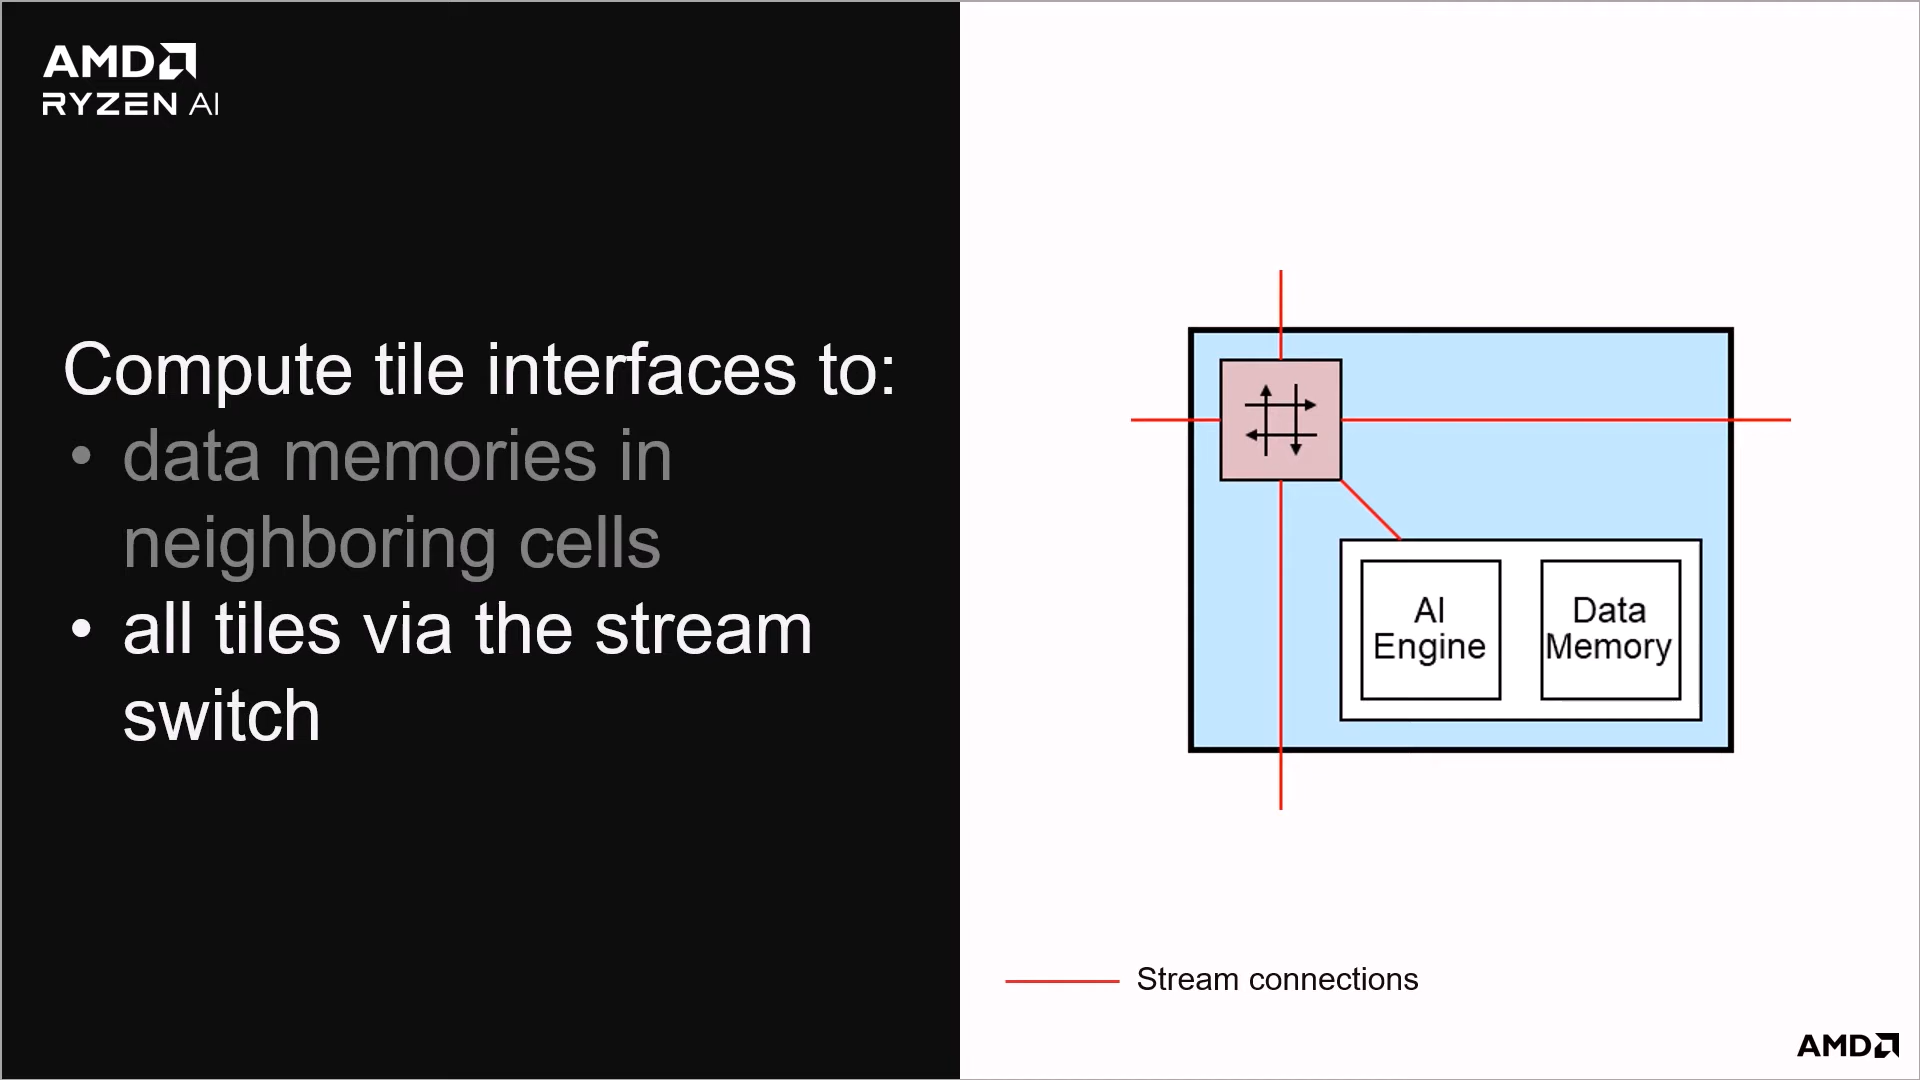 AMD
RYZEN AI
Compute tile interfaces to:
• data memories in
neighboring cells
• all tiles via the stream
switch
AI
Engine
Data
Memory
Stream connections
AMD